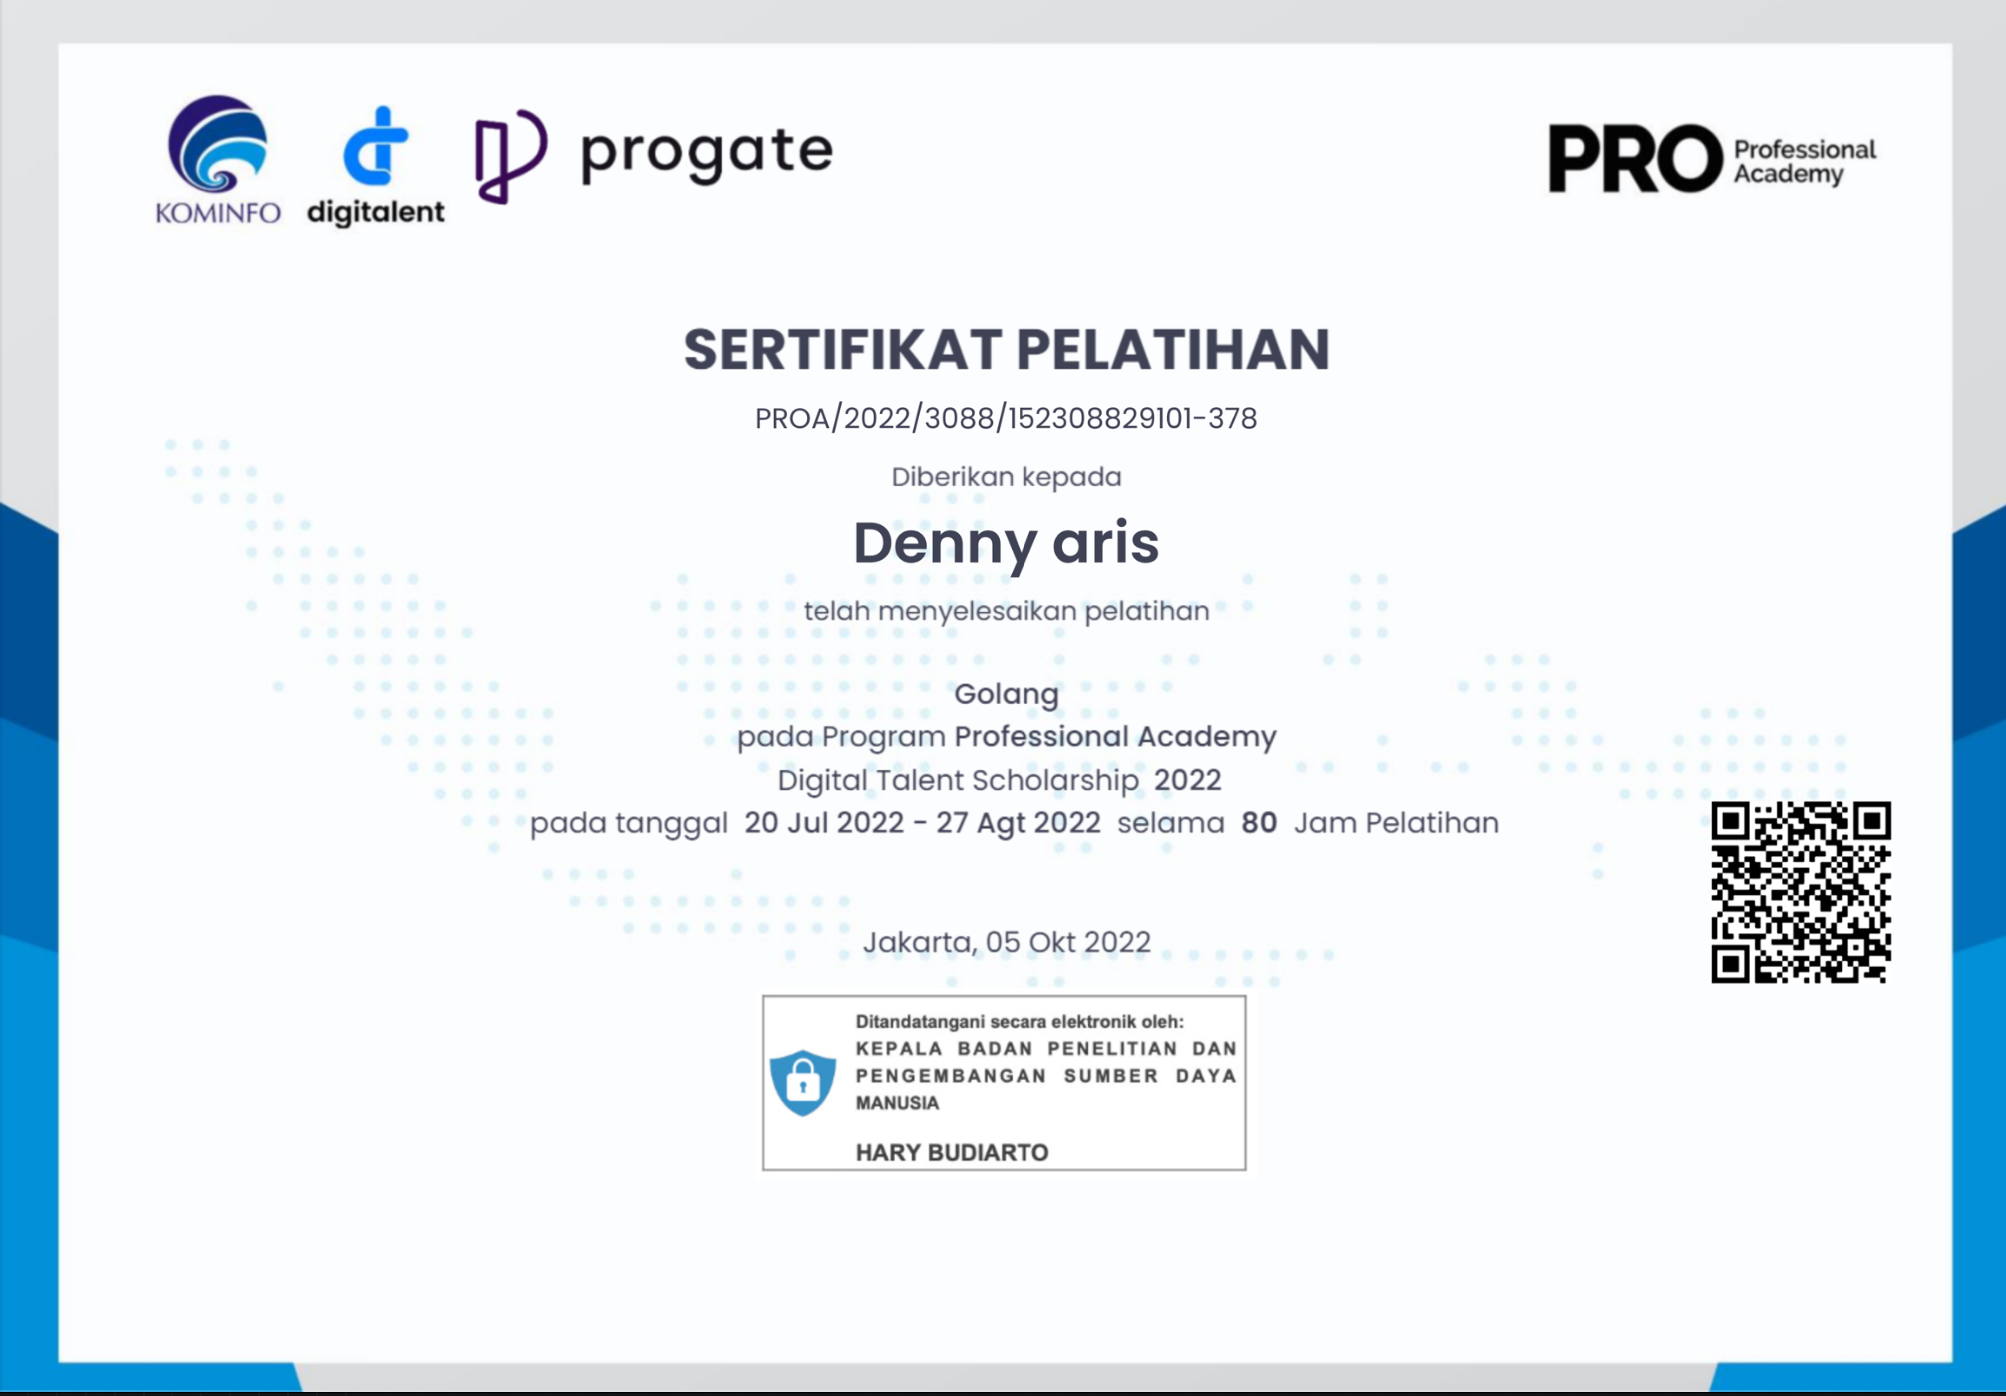 KOMINFO
digitalent
progate
PRO Professional Academy
SERTIFIKAT PELATIHAN
PROA/2022/3088/152308829101-378
Diberikan kepada
Denny aris
telah menyelesaikan pelatihan
Golang
pada Program Professional Academy
Digital Talent Scholarship 2022
pada tanggal 20 Jul 2022 - 27 Agt 2022 selama 80 Jam Pelatihan
Jakarta, 05 Okt 2022
Ditandatangani secara elektronik oleh:
KEPALA BADAN PENELITIAN DAN
PENGEMBANGAN SUMBER DAYA
MANUSIA
HARY BUDIARTO